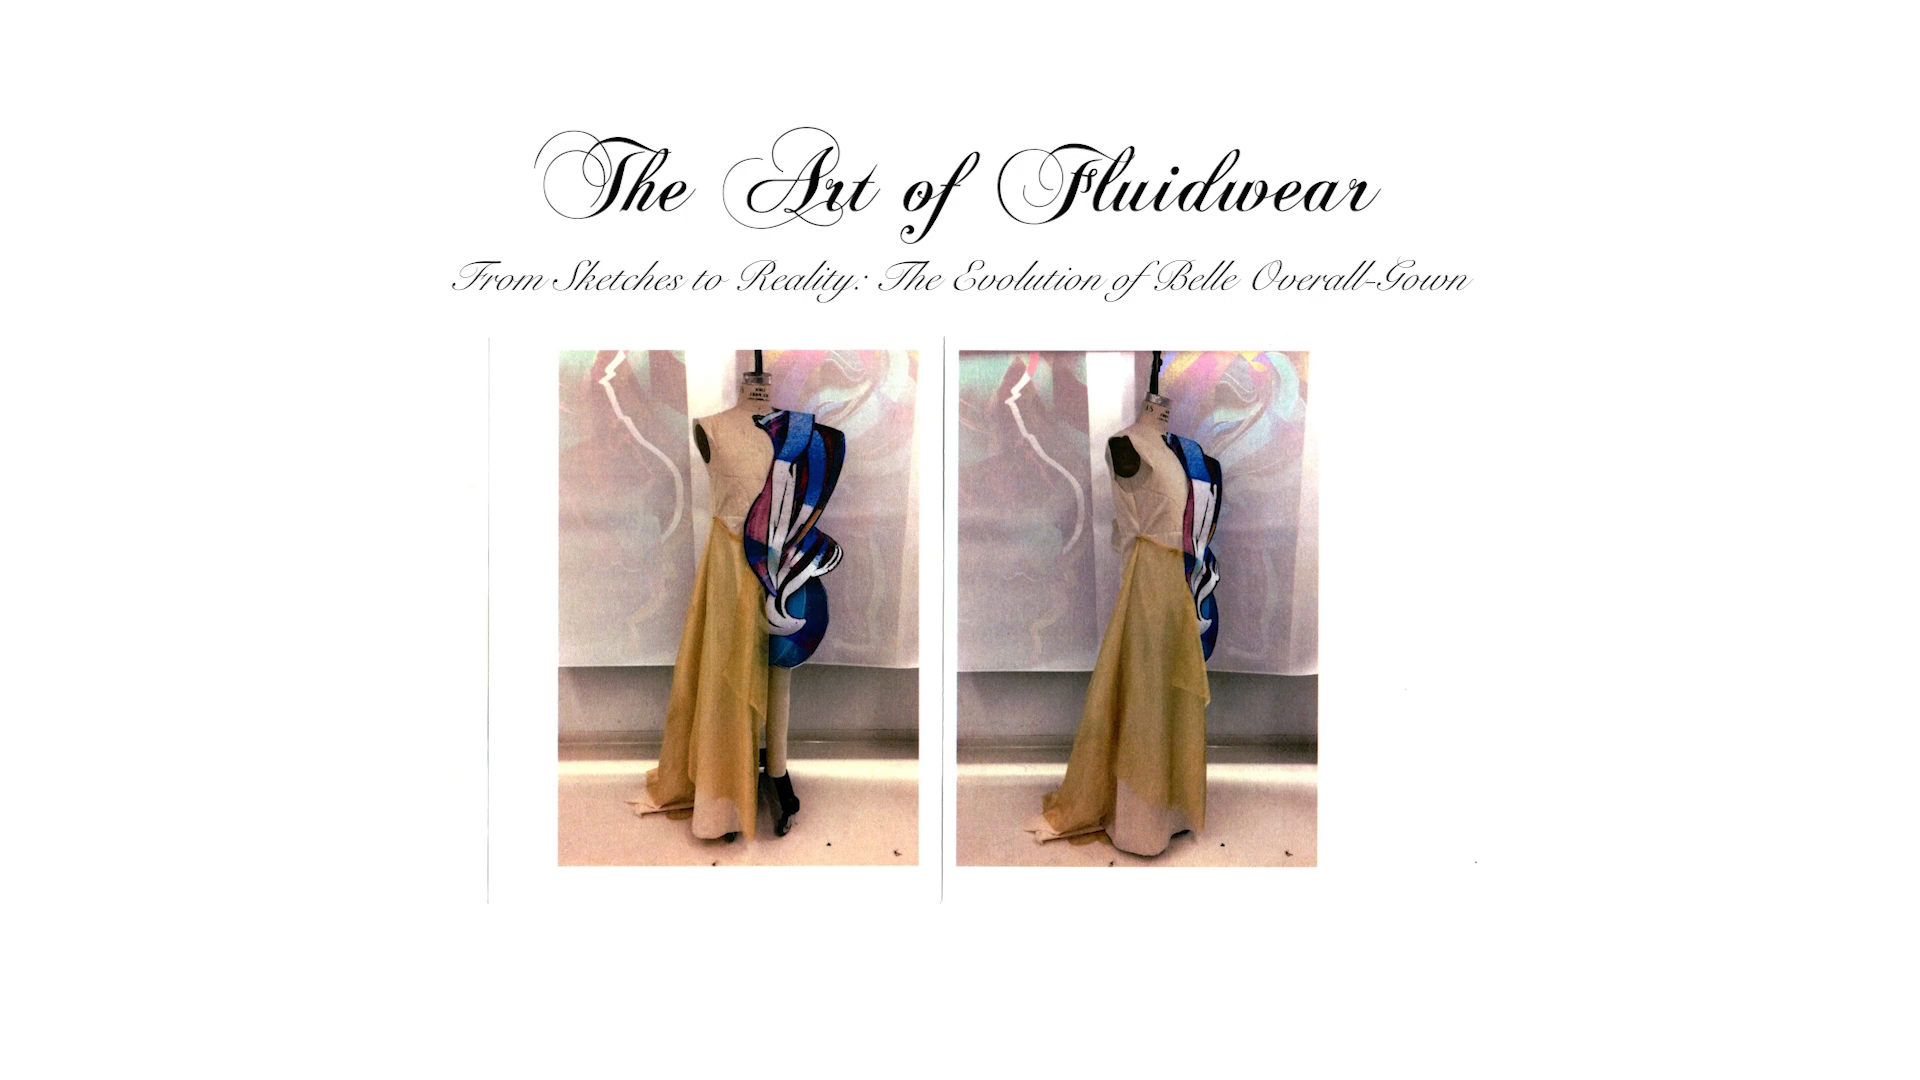 The Art of Fluidwear
From Sketches to Reality: The Evolution of Belle Overall-Gown